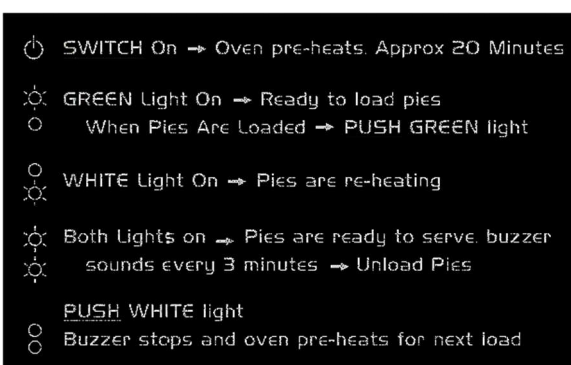 SWITCH On → Oven pre-heats. Approx 20 Minutes
GREEN Light On → Ready to load pies
When Pies Are Loaded → PUSH GREEN light
WHITE Light On → Pies are re-heating
Both Lights on → Pies are ready to serve. buzzer
sounds every 3 minutes → Unload Pies
PUSH WHITE light
Buzzer stops and oven pre-heats for next load